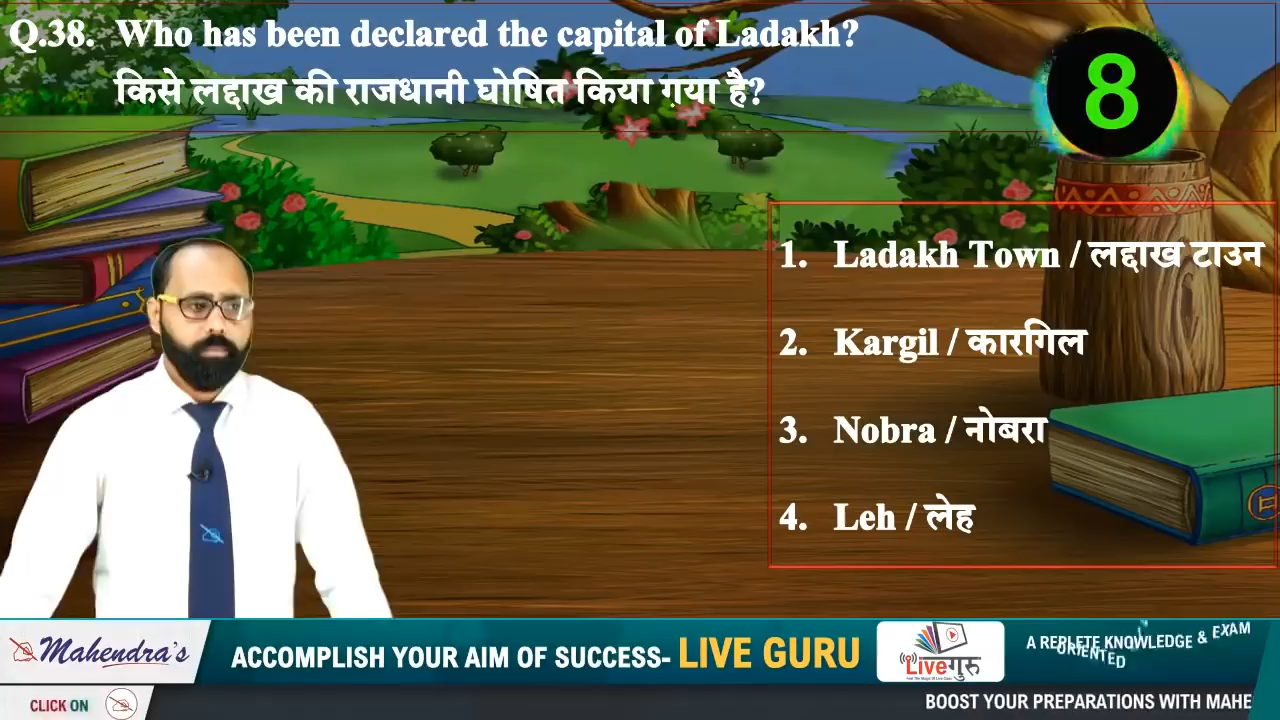 Q.38. Who has been declared the capital of Ladakh?
किसे लद्दाख की राजधानी घोषित किया ग़या है?
8
1. Ladakh Town / लद्दाख टाउन
2. Kargil / कारगिल
3. Nobra / नोबरा
4. Leh / लेह
Mahendra's
ACCOMPLISH YOUR AIM OF SUCCESS- LIVE GURU
Liveगुरु
A REPLETE KNOWLEDGE & EXAM
ORIENTED
CLICK ON
BOOST YOUR PREPARATIONS WITH MAHE